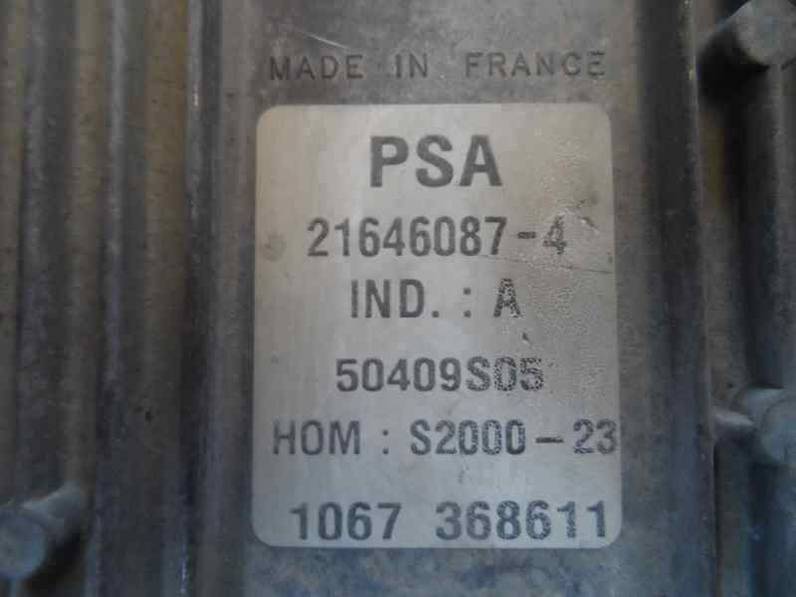 MADE IN FRANCE
PSA
21646087-4
IND. : A
50409S05
HOM : S2000-23
1067 368611